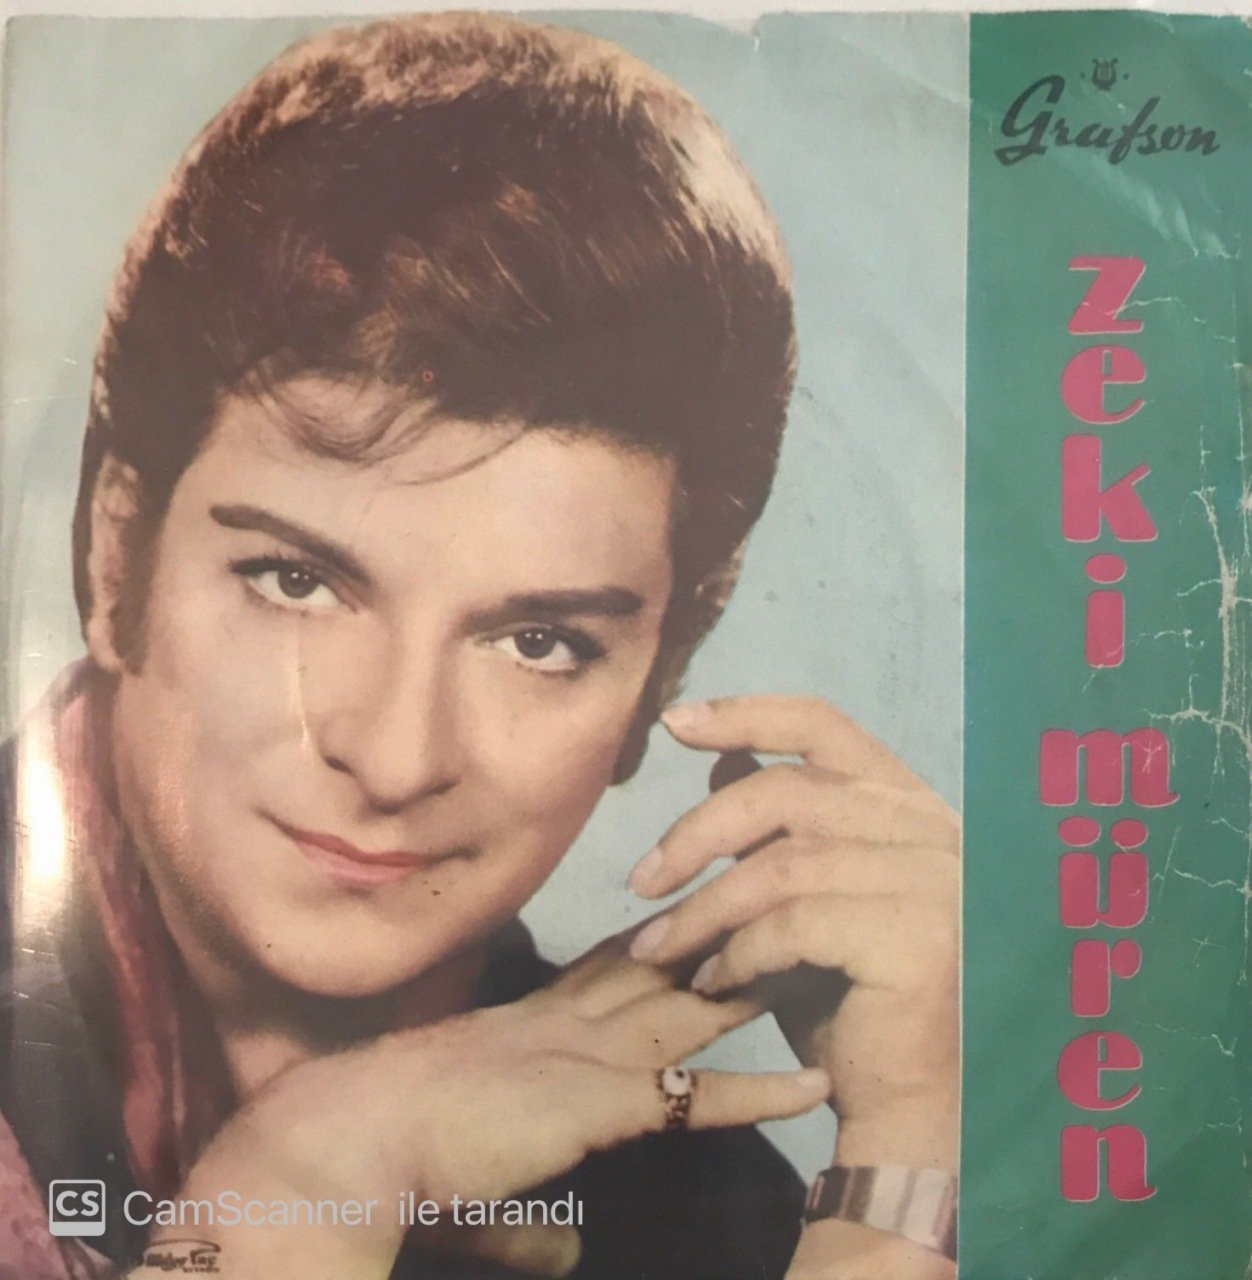 Grafson
zeki müren
CS CamScanner ile tarandı